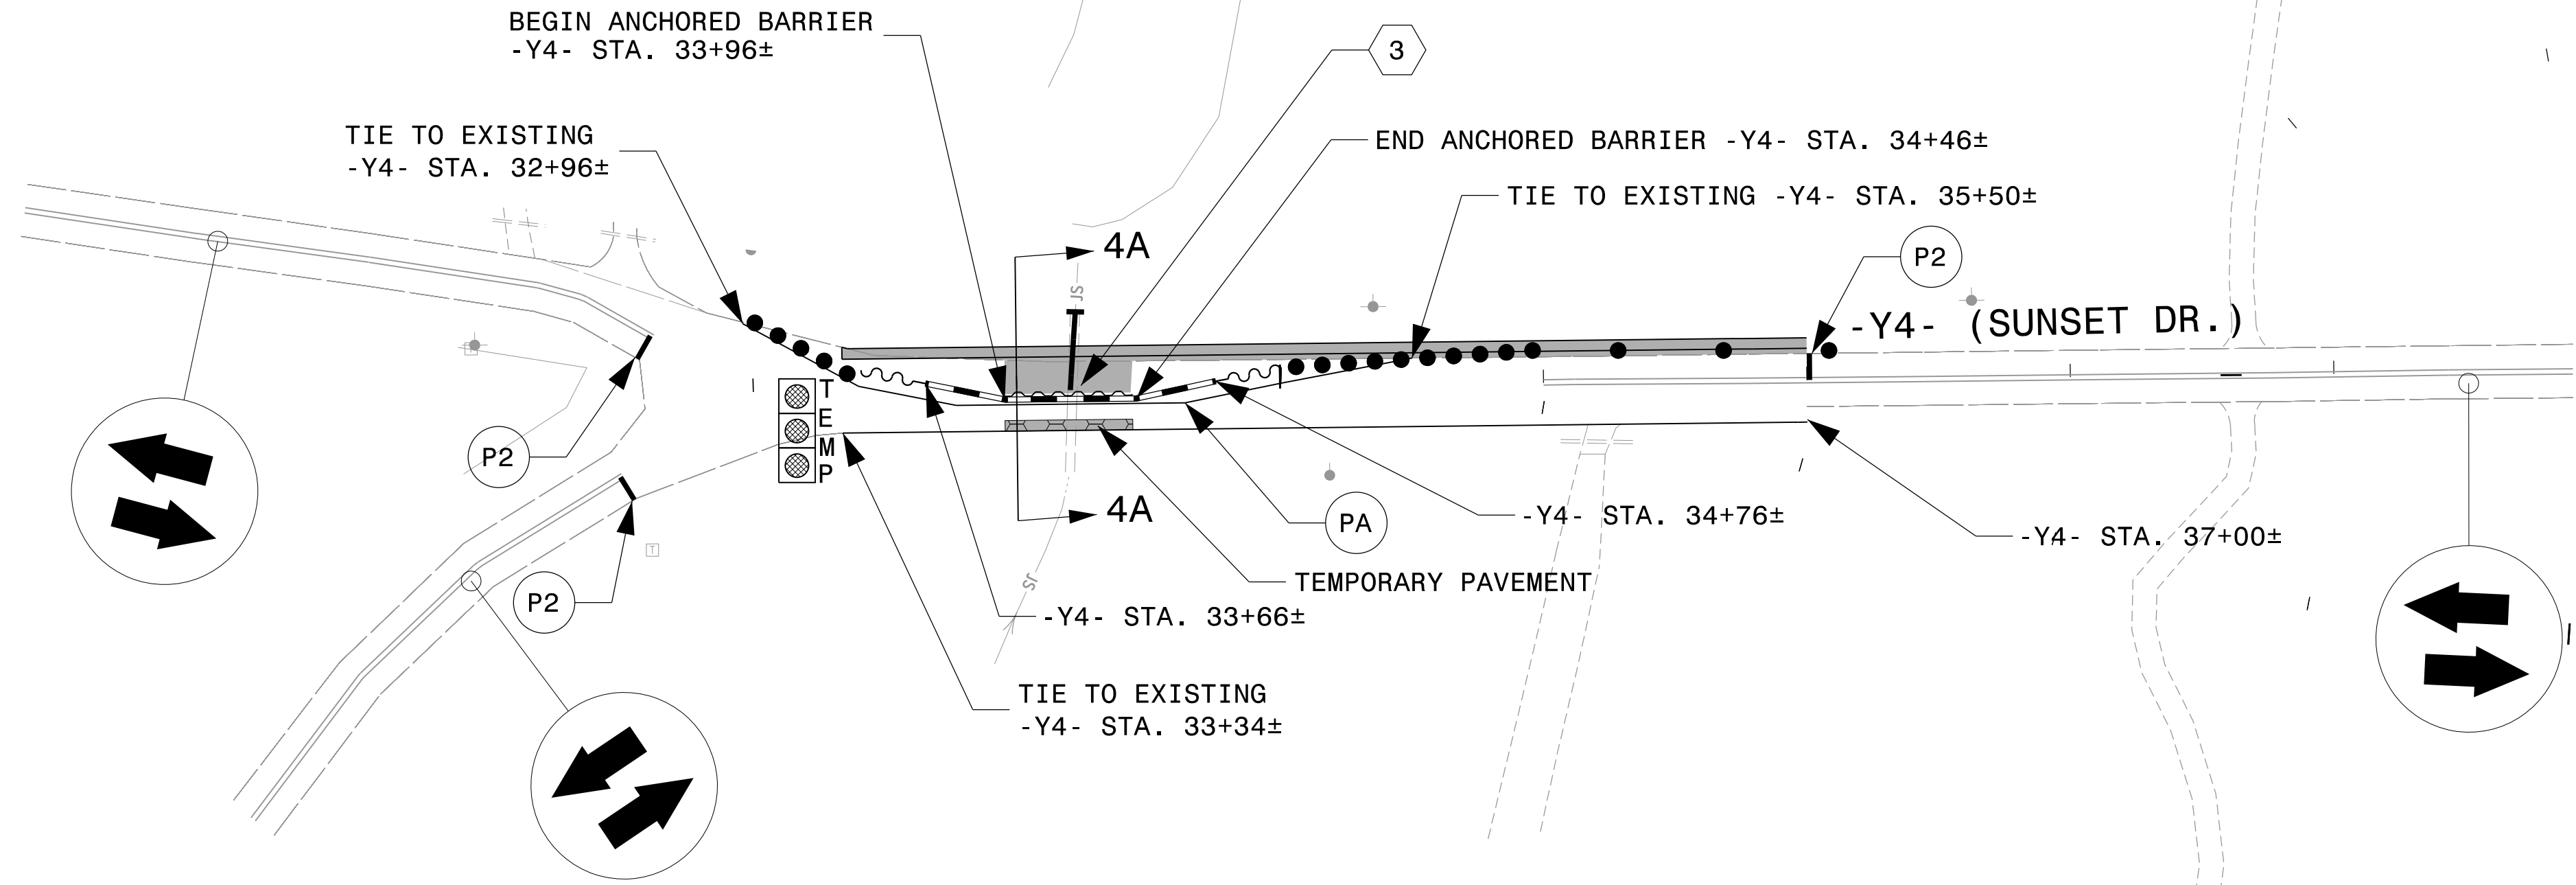 BEGIN ANCHORED BARRIER
-Y4- STA. 33+96±
3
TIE TO EXISTING
-Y4- STA. 32+96±
END ANCHORED BARRIER -Y4- STA. 34+46±
TIE TO EXISTING -Y4- STA. 35+50±
4A
P2
JS
-Y4- (SUNSET DR.)
T
TEMP
P2
4A
PA
-Y4- STA. 34+76±
-Y4- STA. 37+00±
T
TEMPORARY PAVEMENT
JS
P2
-Y4- STA. 33+66±
TIE TO EXISTING
-Y4- STA. 33+34±